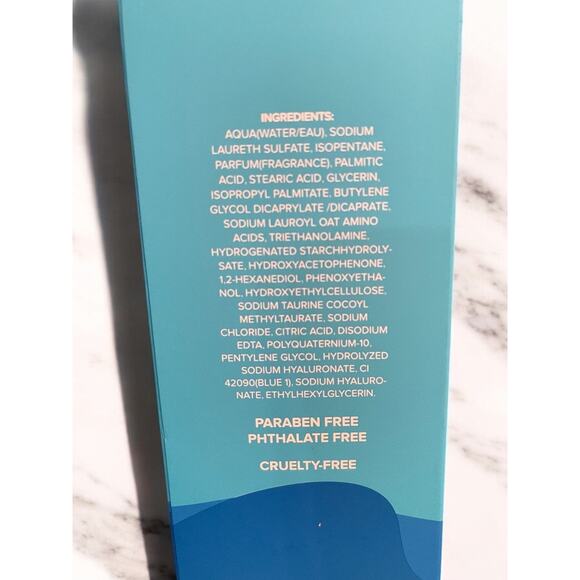 INGREDIENTS:
AQUA(WATER/EAU), SODIUM
LAURETH SULFATE, ISOPENTANE,
PARFUM(FRAGRANCE), PALMITIC
ACID, STEARIC ACID, GLYCERIN,
ISOPROPYL PALMITATE, BUTYLENE
GLYCOL DICAPRYLATE /DICAPRATE,
SODIUM LAUROYL OAT AMINO
ACIDS, TRIETHANOLAMINE,
HYDROGENATED STARCHHYDROLY-
SATE, HYDROXYACETOPHENONE,
1,2-HEXANEDIOL, PHENOXYETHA-
NOL, HYDROXYETHYLCELLULOSE,
SODIUM TAURINE COCOYL
METHYLTAURATE, SODIUM
CHLORIDE, CITRIC ACID, DISODIUM
EDTA, POLYQUATERNIUM-10,
PENTYLENE GLYCOL, HYDROLYZED
SODIUM HYALURONATE, CI
42090(BLUE 1), SODIUM HYALURO-
NATE, ETHYLHEXYLGLYCERIN.
PARABEN FREE
PHTHALATE FREE
CRUELTY-FREE